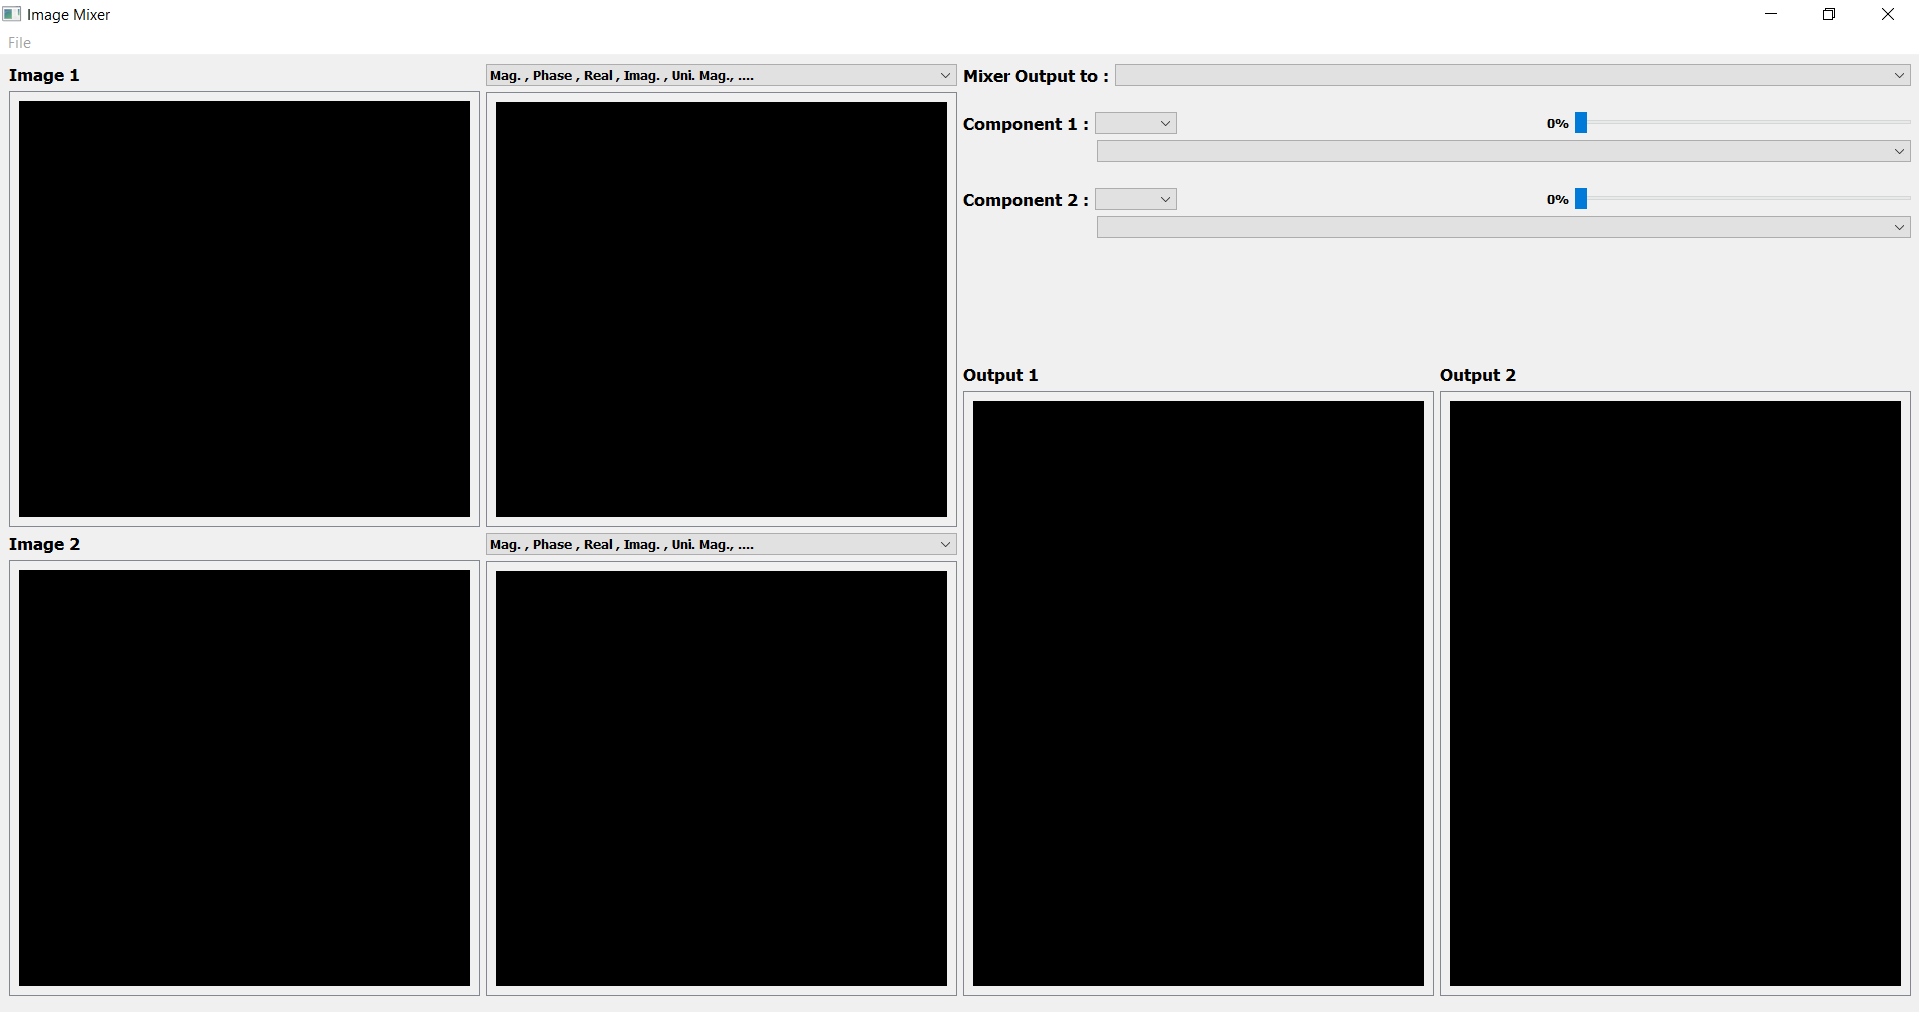 Image Mixer
File
Image 1
Mag. , Phase , Real , Imag. , Uni. Mag., ....
Mixer Output to :
Component 1 :
0%
Component 2 :
0%
Output 1
Output 2
Image 2
Mag. , Phase , Real , Imag. , Uni. Mag., ....